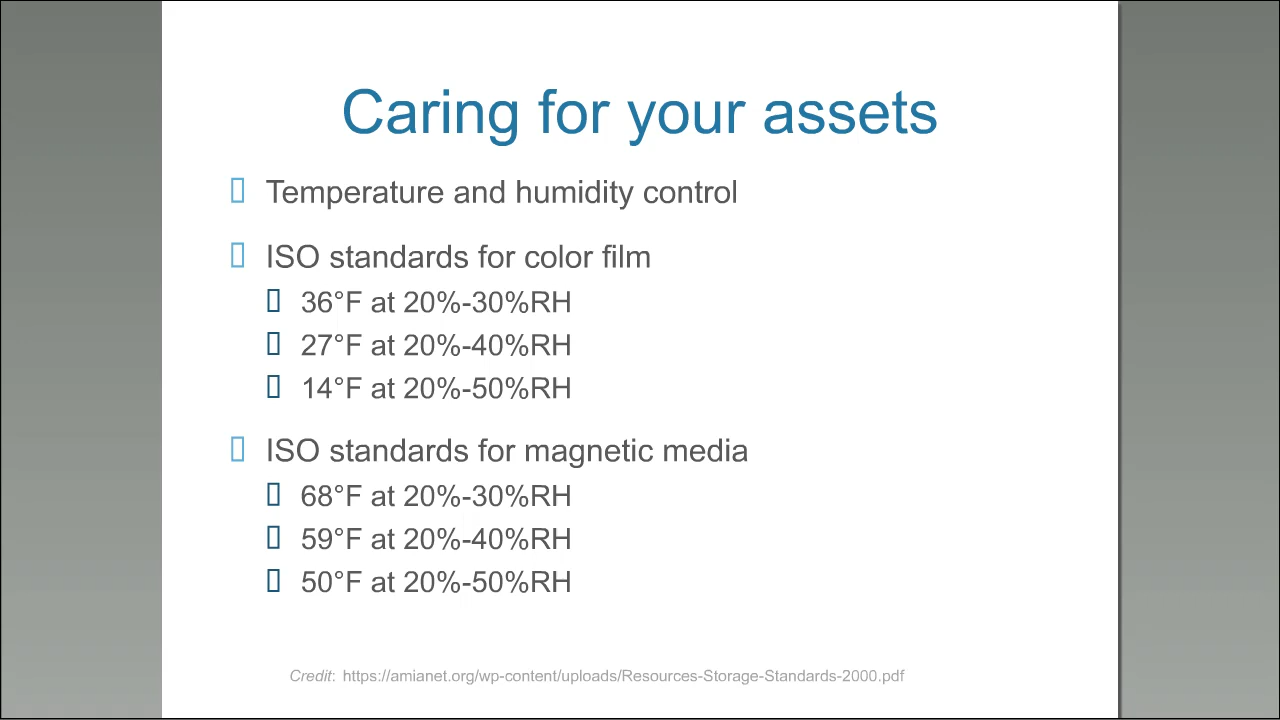 Caring for your assets
Temperature and humidity control
ISO standards for color film
36°F at 20%-30%RH
27°F at 20%-40%RH
14°F at 20%-50%RH
ISO standards for magnetic media
68°F at 20%-30%RH
59°F at 20%-40%RH
50°F at 20%-50%RH
Credit: https://amianet.org/wp-content/uploads/Resources-Storage-Standards-2000.pdf